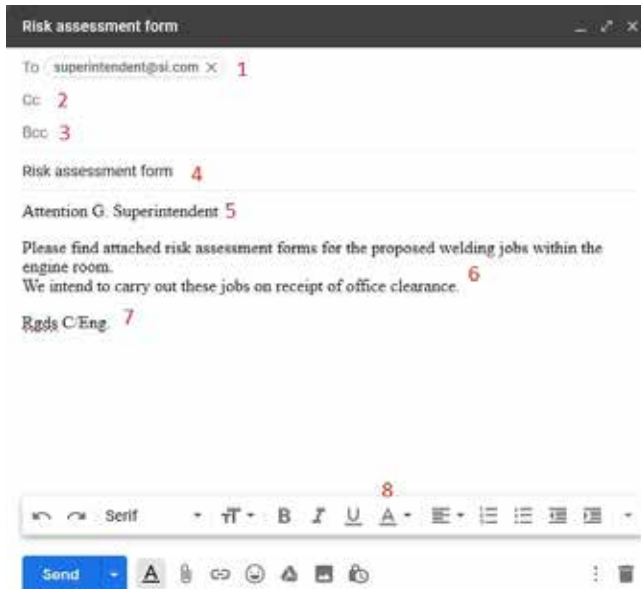 Risk assessment form
To superintendent@si.com × 1
Cc 2
Bcc 3
Risk assessment form 4
Attention G. Superintendent 5
Please find attached risk assessment forms for the proposed welding jobs within the
engine room. 6
We intend to carry out these jobs on receipt of office clearance.
Rgds C/Eng. 7
8
Serif B I U A
Send A